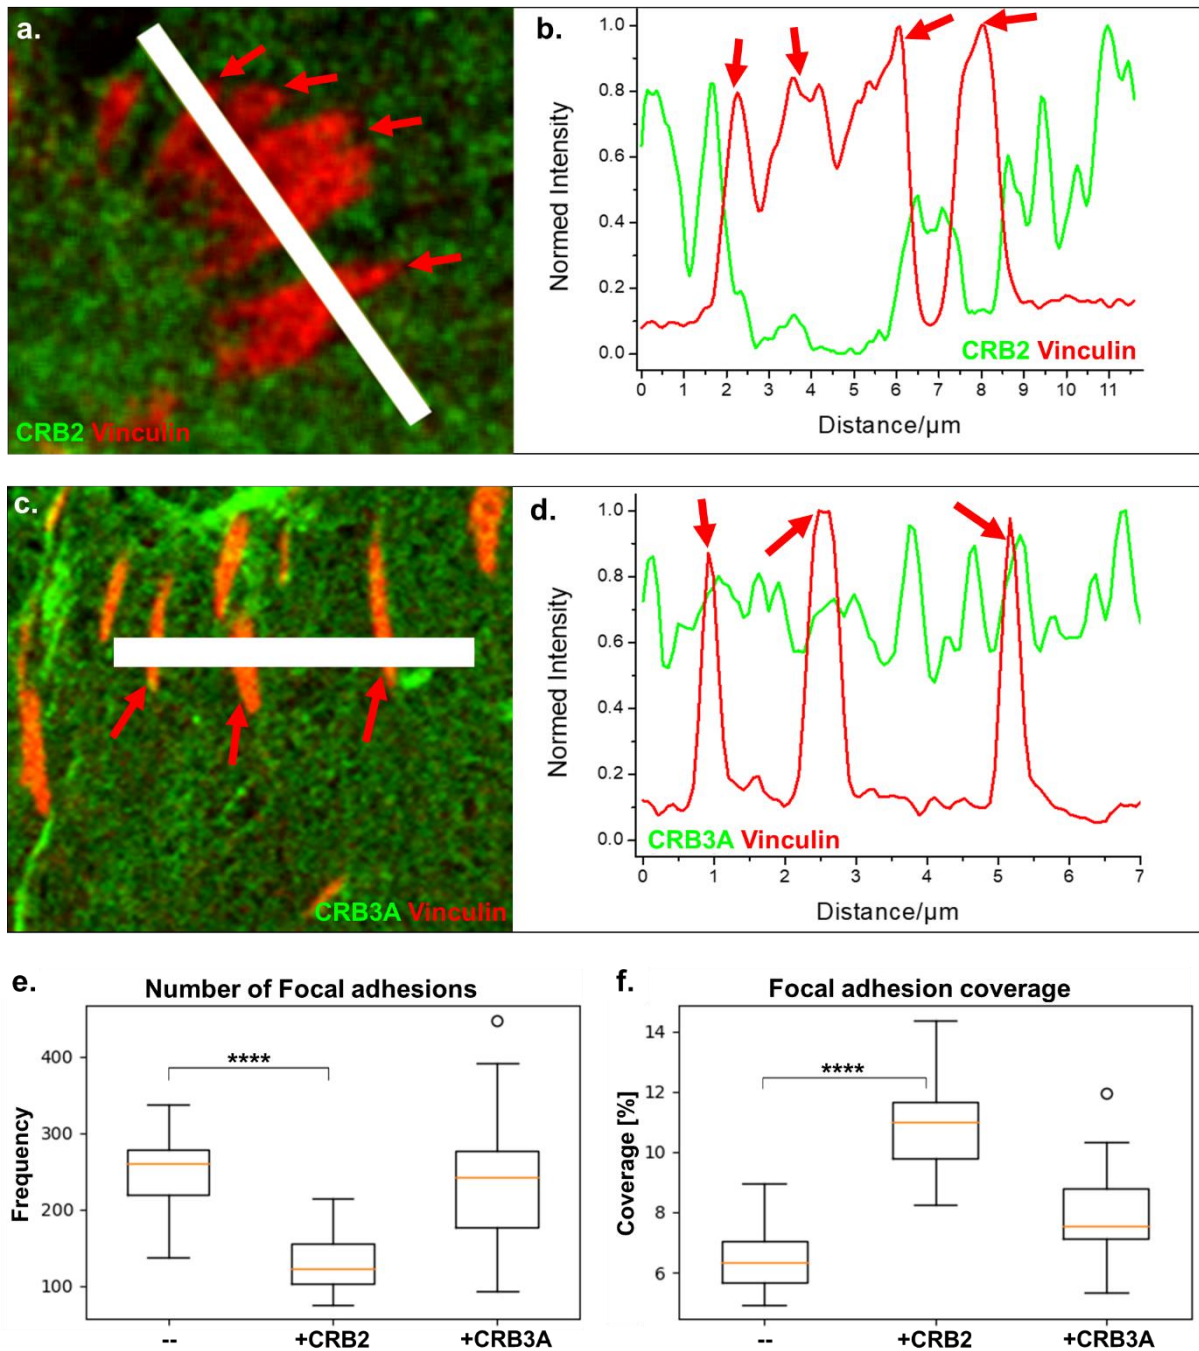 a.
CRB2 Vinculin
b.
Normed Intensity
1.0
0.8
0.6
0.4
0.2
0.0
CRB2 Vinculin
0 1 2 3 4 5 6 7 8 9 10 11
Distance/μm
c.
CRB3A Vinculin
d.
Normed Intensity
1.0
0.8
0.6
0.4
0.2
0.0
CRB3A Vinculin
0 1 2 3 4 5 6 7
Distance/μm
e.
Number of Focal adhesions
Frequency
400
300
200
100
****
-- +CRB2 +CRB3A
f.
Focal adhesion coverage
Coverage [%]
14
12
10
8
6
****
-- +CRB2 +CRB3A